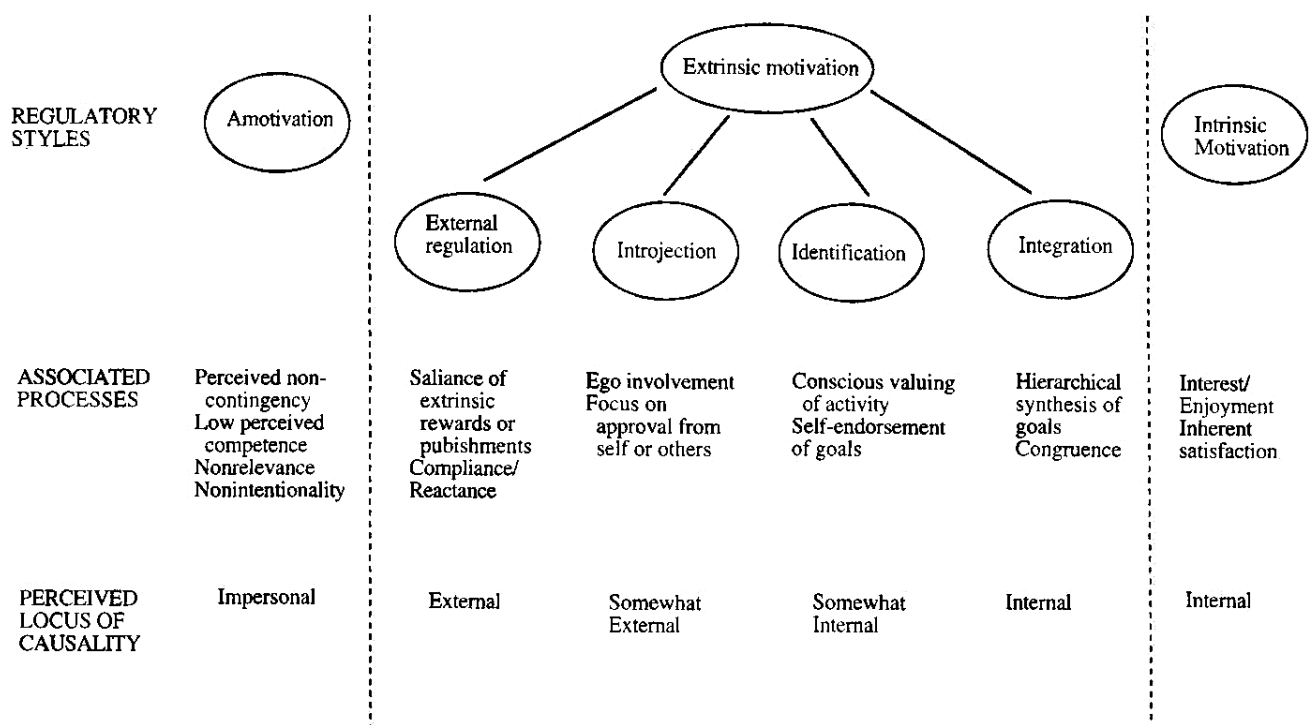 Extrinsic motivation
REGULATORY
STYLES
Amotivation
Intrinsic
Motivation
External
regulation
Introjection
Identification
Integration
ASSOCIATED
PROCESSES
Perceived non-
contingency
Low perceived
competence
Nonrelevance
Nonintentionality
Saliance of
extrinsic
rewards or
pubishments
Compliance/
Reactance
Ego involvement
Focus on
approval from
self or others
Conscious valuing
of activity
Self-endorsement
of goals
Hierarchical
synthesis of
goals
Congruence
Interest/
Enjoyment
Inherent
satisfaction
PERCEIVED
LOCUS OF
CAUSALITY
Impersonal
External
Somewhat
External
Somewhat
Internal
Internal
Internal